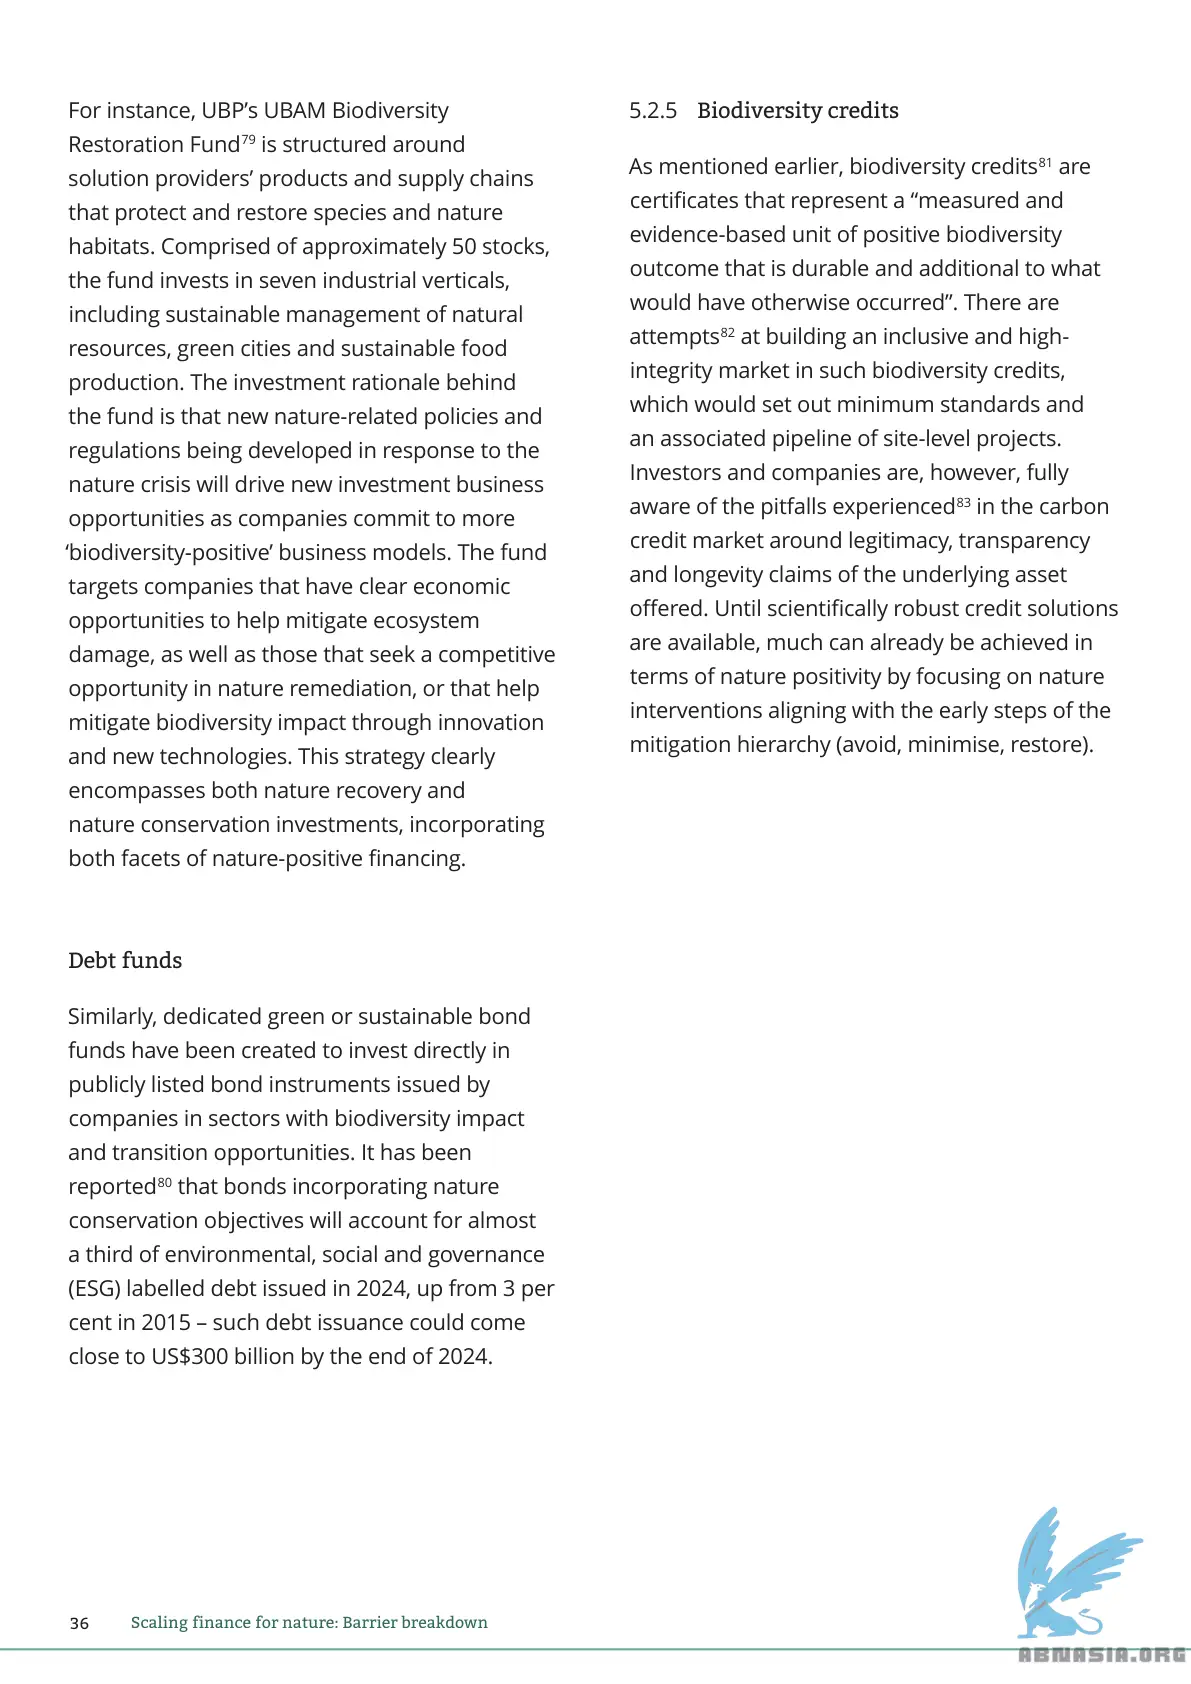 For instance, UBP’s UBAM Biodiversity
Restoration Fund79 is structured around
solution providers’ products and supply chains
that protect and restore species and nature
habitats. Comprised of approximately 50 stocks,
the fund invests in seven industrial verticals,
including sustainable management of natural
resources, green cities and sustainable food
production. The investment rationale behind
the fund is that new nature-related policies and
regulations being developed in response to the
nature crisis will drive new investment business
opportunities as companies commit to more
‘biodiversity-positive’ business models. The fund
targets companies that have clear economic
opportunities to help mitigate ecosystem
damage, as well as those that seek a competitive
opportunity in nature remediation, or that help
mitigate biodiversity impact through innovation
and new technologies. This strategy clearly
encompasses both nature recovery and
nature conservation investments, incorporating
both facets of nature-positive financing.
Debt funds
Similarly, dedicated green or sustainable bond
funds have been created to invest directly in
publicly listed bond instruments issued by
companies in sectors with biodiversity impact
and transition opportunities. It has been
reported80 that bonds incorporating nature
conservation objectives will account for almost
a third of environmental, social and governance
(ESG) labelled debt issued in 2024, up from 3 per
cent in 2015 – such debt issuance could come
close to US$300 billion by the end of 2024.
5.2.5 Biodiversity credits
As mentioned earlier, biodiversity credits81 are
certificates that represent a “measured and
evidence-based unit of positive biodiversity
outcome that is durable and additional to what
would have otherwise occurred”. There are
attempts82 at building an inclusive and high-
integrity market in such biodiversity credits,
which would set out minimum standards and
an associated pipeline of site-level projects.
Investors and companies are, however, fully
aware of the pitfalls experienced83 in the carbon
credit market around legitimacy, transparency
and longevity claims of the underlying asset
offered. Until scientifically robust credit solutions
are available, much can already be achieved in
terms of nature positivity by focusing on nature
interventions aligning with the early steps of the
mitigation hierarchy (avoid, minimise, restore).
36 Scaling finance for nature: Barrier breakdown
ABNASIA.ORG